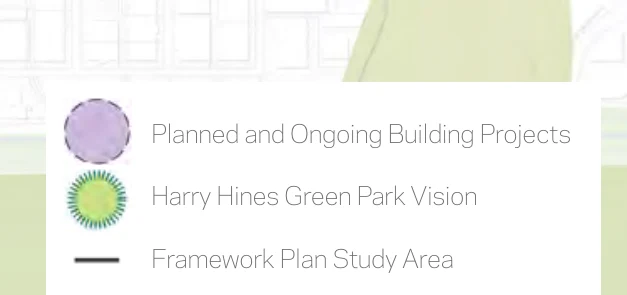 Planned and Ongoing Building Projects
Harry Hines Green Park Vision
Framework Plan Study Area